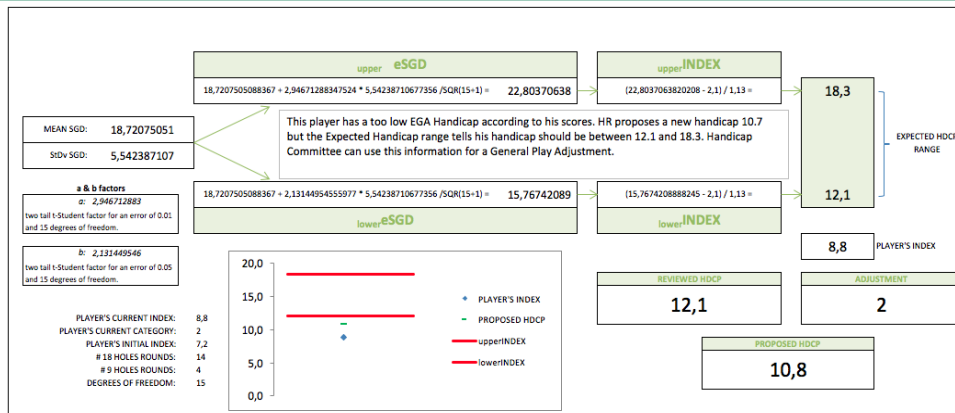 upper eSGD
upperINDEX
18,7207505088367 + 2,94671288347524 * 5,54238710677356 /SQR(15+1) = 22,80370638
(22,8037063820208 - 2,1) / 1,13 =
18,3
This player has a too low EGA Handicap according to his scores. HR proposes a new handicap 10.7
but the Expected Handicap range tells his handicap should be between 12.1 and 18.3. Handicap
Committee can use this information for a General Play Adjustment.
MEAN SGD: 18,72075051
StDv SGD: 5,542387107
EXPECTED HDCP
RANGE
a & b factors
a: 2,946712883
two tail t-Student factor for an error of 0.01
and 15 degrees of freedom.
18,7207505088367 + 2,13144954555977 * 5,54238710677356 /SQR(15+1) = 15,76742089
(15,7674208888245 - 2,1) / 1,13 =
12,1
lowereSGD
lowerINDEX
b: 2,131449546
two tail t-Student factor for an error of 0.05
and 15 degrees of freedom.
8,8 PLAYER'S INDEX
20,0
15,0
10,0
5,0
0,0
PLAYER'S INDEX
PROPOSED HDCP
upperINDEX
lowerINDEX
REVIEWED HDCP
12,1
ADJUSTMENT
2
PROPOSED HDCP
10,8
PLAYER'S CURRENT INDEX: 8,8
PLAYER'S CURRENT CATEGORY: 2
PLAYER'S INITIAL INDEX: 7,2
# 18 HOLES ROUNDS: 14
# 9 HOLES ROUNDS: 4
DEGREES OF FREEDOM: 15